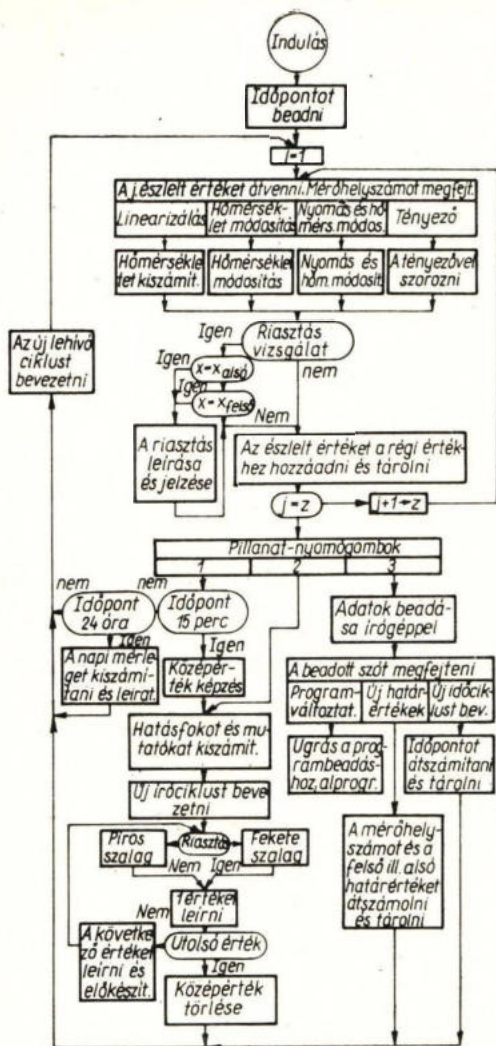 Indulás
Időpontot
beadni
j=1
A j. észlelt értéket átvenni. Mérőhelyszámot megfejt.
Linearizálás
Hőmérsék-
let módosítás
Nyomás és hő
mérs. módos.
Tényező
Hőmérsékle
tet kiszámít.
Hőmérséklet
módosítás
Nyomás és
hőm. módosít.
A tényezővel
szorozni
Igen
Riasztás
vizsgálat
Igen
x=x alsó
nem
Igen
x=x felső
Nem
Az új lehívó
ciklust
bevezetni
A riasztás
leírása
és jelzése
Az észlelt értéket a régi érték-
hez hozzáadni és tárolni
j=z
j+1→z
Pillanat-nyomógombok
1
2
3
nem
nem
Időpont
24 óra
Időpont
15 perc
Adatok beadá-
sa írógéppel
Igen
Igen
A napi mérle
get kiszámí-
tani és leírat.
Középér-
ték képzés
A beadott szót megfejteni
Program-
változtat.
Új határ-
értékek
Új időcik-
lust bev.
Hatásfokot és mu-
tatókat kiszámít.
Ugrás a prog-
rambeadás-
hoz, alprogr.
Időpontot
átszámítani
és tárolni
Új íróciklust beve
zetni
Piros
szalag
Riasztás
Fekete
szalag
Nem
Igen
A mérőhely-
számot és a
felső ill. alsó
határértéket
átszámolni
és tárolni
1 értéket
leírni
Nem
A követke-
ző értéket
leírni és
előkészít.
Utolsó érték
Igen
Középérték
törlése